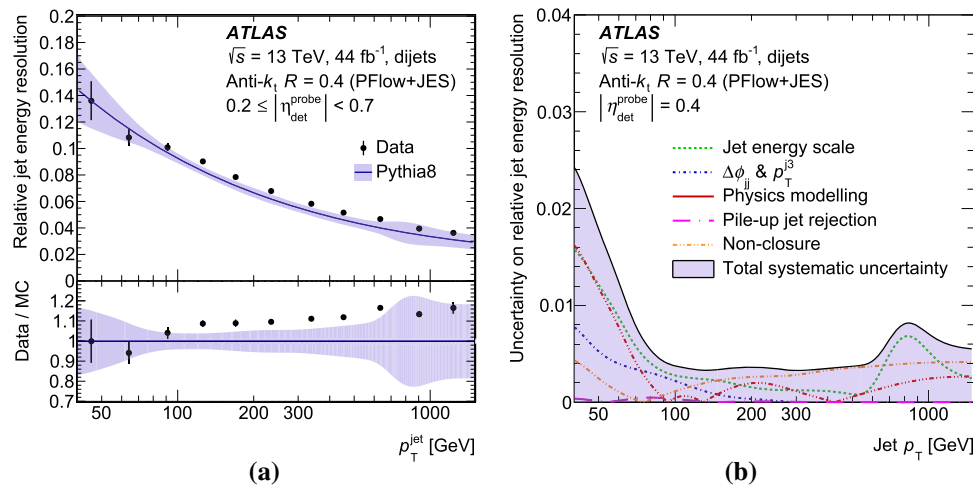 ATLAS
√s = 13 TeV, 44 fb⁻¹, dijets
Anti-kₜ R = 0.4 (PFlow+JES)
0.2 ≤ |η_det^probe| < 0.7
Data
Pythia8
Relative jet energy resolution
0.2
0.18
0.16
0.14
0.12
0.1
0.08
0.06
0.04
0.02
0
Data / MC
1.2
1.1
1
0.9
0.8
0.7
50 100 200 300 1000
p_T^jet [GeV]
(a)
ATLAS
√s = 13 TeV, 44 fb⁻¹, dijets
Anti-kₜ R = 0.4 (PFlow+JES)
|η_det^probe| = 0.4
Jet energy scale
Δϕ_jj & p_T^j3
Physics modelling
Pile-up jet rejection
Non-closure
Total systematic uncertainty
Uncertainty on relative jet energy resolution
0.04
0.03
0.02
0.01
0
50 100 200 300 1000
Jet p_T [GeV]
(b)